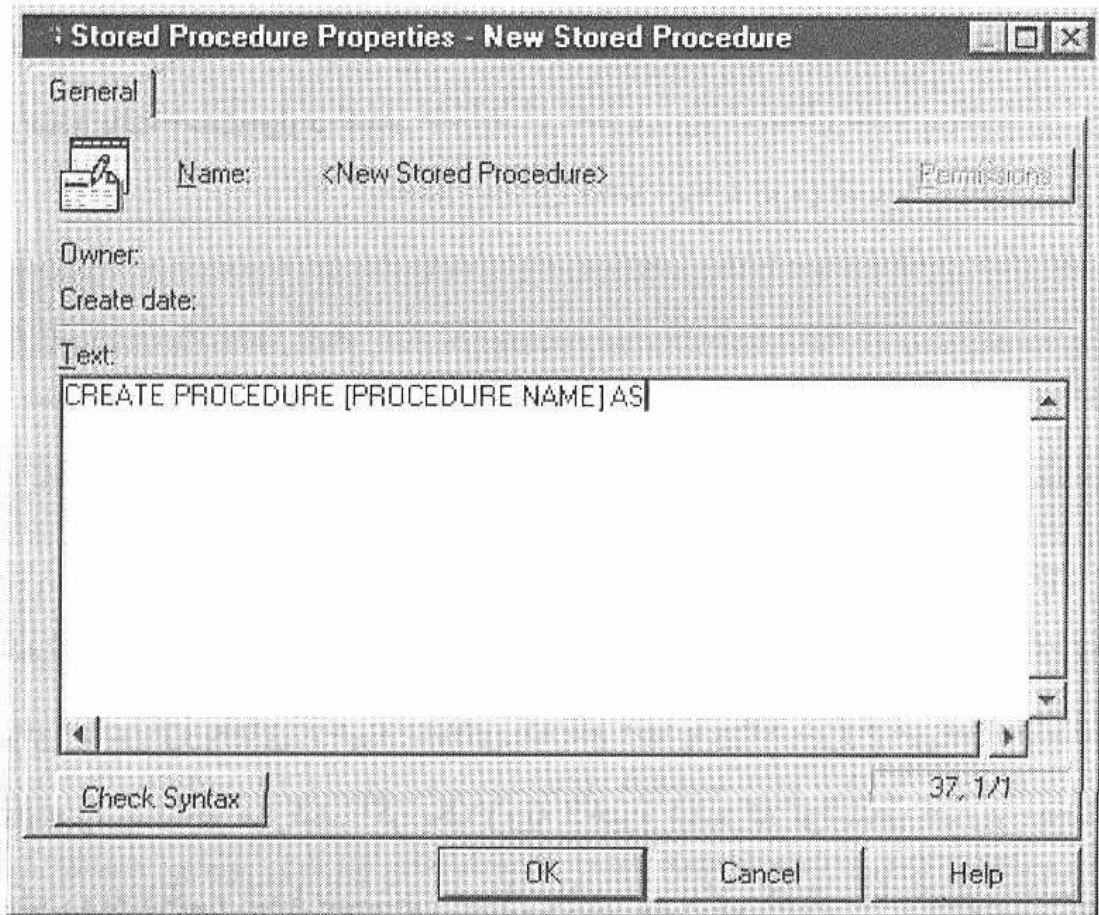 Stored Procedure Properties - New Stored Procedure
General
Name: <New Stored Procedure> Permissions
Owner:
Create date:
Text:
CREATE PROCEDURE [PROCEDURE NAME] AS
Check Syntax 37, 1/1
OK Cancel Help